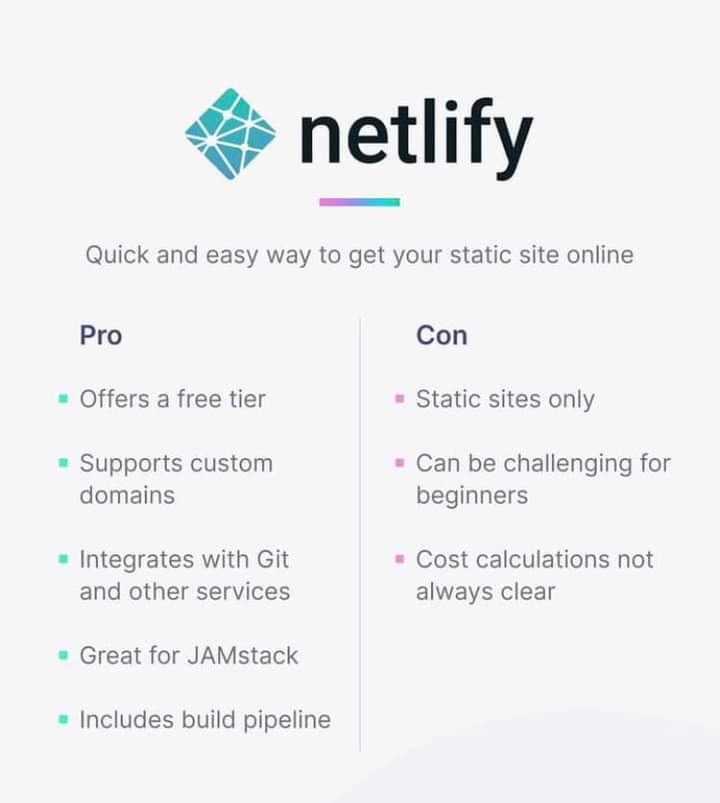 netlify
Quick and easy way to get your static site online
Pro
Offers a free tier
Supports custom
domains
Integrates with Git
and other services
Great for JAMstack
Includes build pipeline
Con
Static sites only
Can be challenging for
beginners
Cost calculations not
always clear